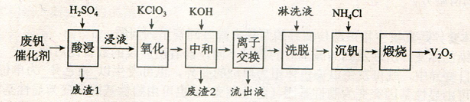 H₂SO₄ KClO₃ KOH 淋洗液 NH₄Cl
废钒催化剂 酸浸 浸液 氧化 中和 离子交换 洗脱 沉钒 煅烧 V₂O₅
废渣1 废渣2 流出液